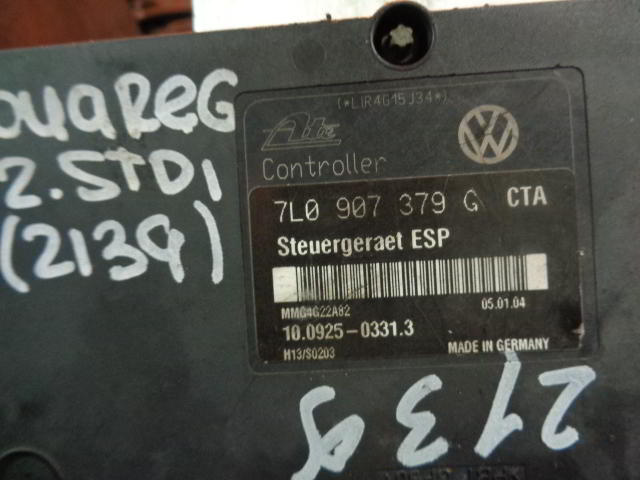 ouareG
2.5TDI
(2139)
(*LIR4G15J34*)
Ate
Controller
7L0 907 379 G CTA
Steuergeraet ESP
MMG4G22A82 05.01.04
10.0925-0331.3
H13/S0203 MADE IN GERMANY
2139